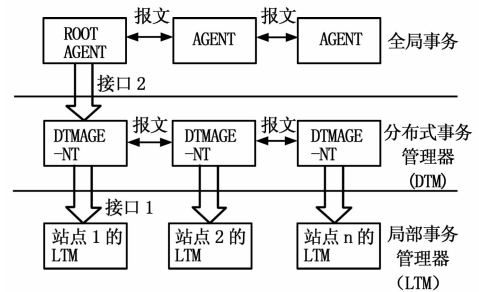 报文
报文
ROOT
AGENT
AGENT
AGENT
全局事务
接口 2
报文
报文
DTMAGE
-NT
DTMAGE
-NT
DTMAGE
-NT
分布式事务
管理器
(DTM)
接口 1
站点 1 的
LTM
站点 2 的
LTM
站点 n 的
LTM
局部事务
管理器
（LTM）